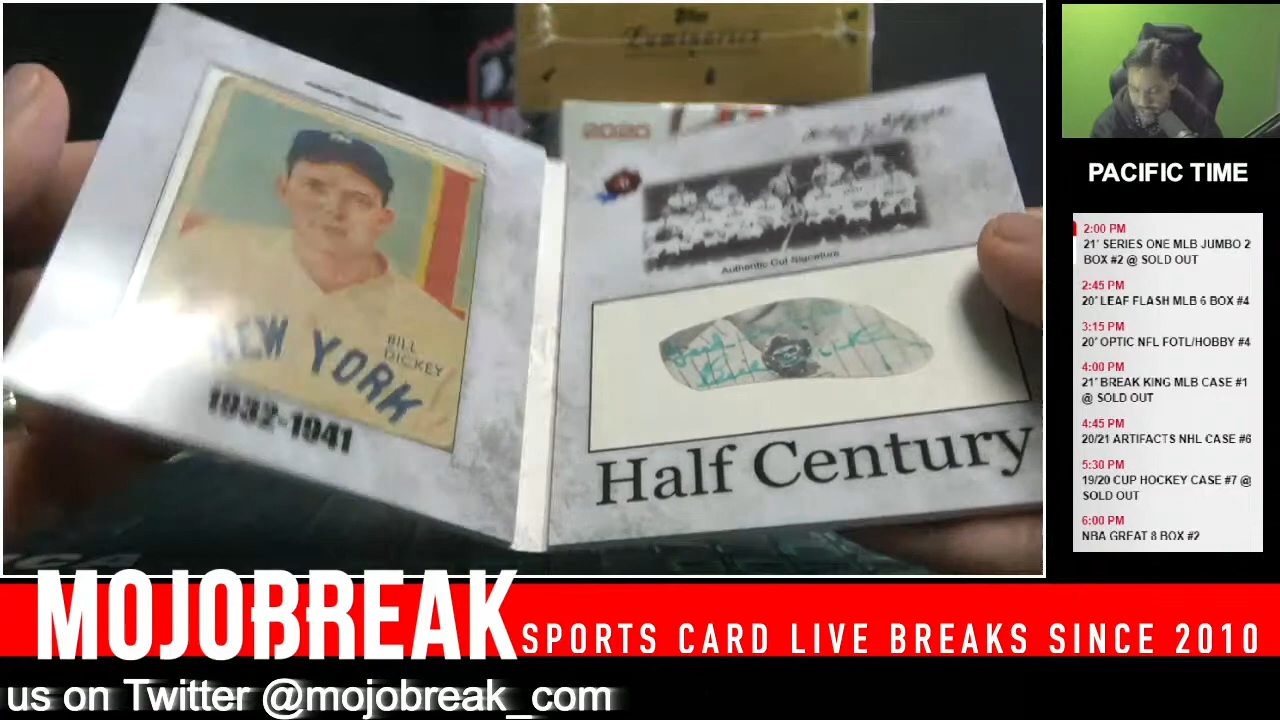 Topps
Luminaries
2020
Authentic Cut Signature
NEW YORK
BILL
DICKEY
1932-1941
Half Century
PACIFIC TIME
2:00 PM
21' SERIES ONE MLB JUMBO 2
BOX #2 @ SOLD OUT
2:45 PM
20' LEAF FLASH MLB 6 BOX #4
3:15 PM
20' OPTIC NFL FOTL/HOBBY #4
4:00 PM
21' BREAK KING MLB CASE #1
@ SOLD OUT
4:45 PM
20/21 ARTIFACTS NHL CASE #6
5:30 PM
19/20 CUP HOCKEY CASE #7 @
SOLD OUT
6:00 PM
NBA GREAT 8 BOX #2
MOJOBREAK
SPORTS CARD LIVE BREAKS SINCE 2010
us on Twitter @mojobreak_com